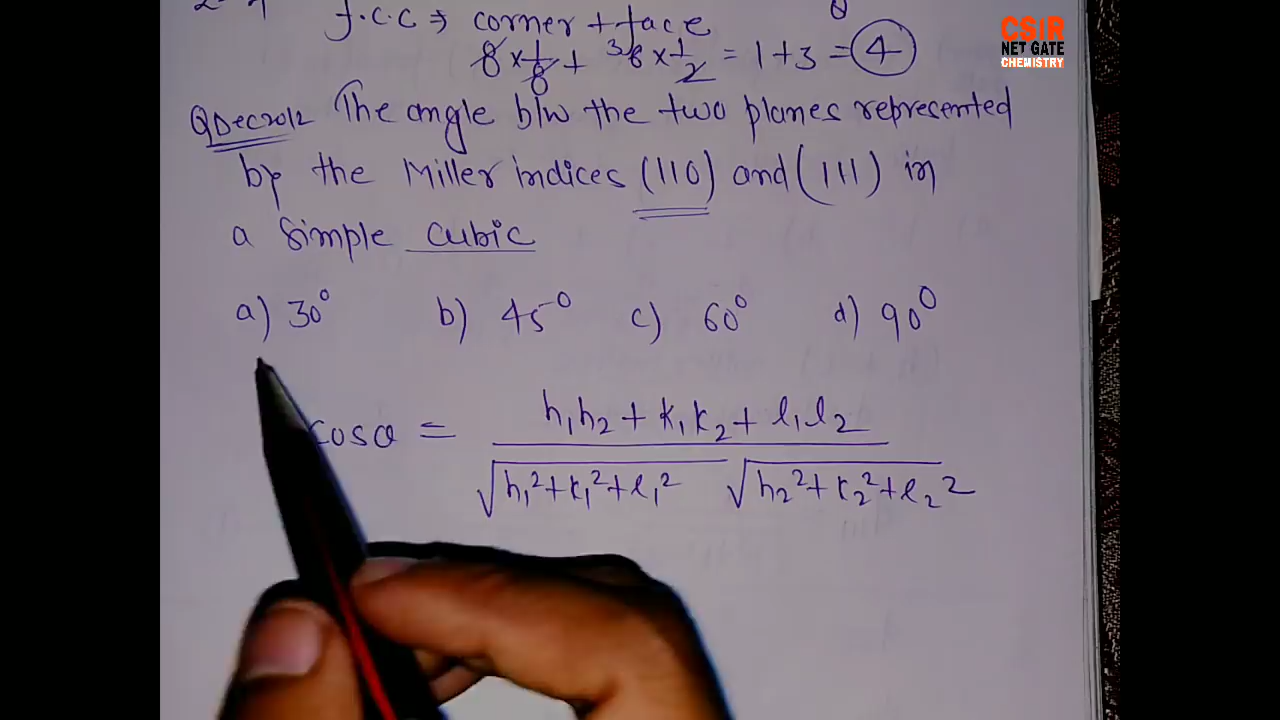 f.c.c ⇒ corner + face
8 × 1/8 + 6 × 1/2 = 1 + 3 = 4
CSIR
NET GATE
CHEMISTRY
Q Dec 2012 The angle b/w the two planes represented
by the Miller indices (110) and (111) in
a simple cubic
a) 30° b) 45° c) 60° d) 90°
cosθ = h₁h₂ + k₁k₂ + l₁l₂
√h₁²+k₁²+l₁² √h₂²+k₂²+l₂²